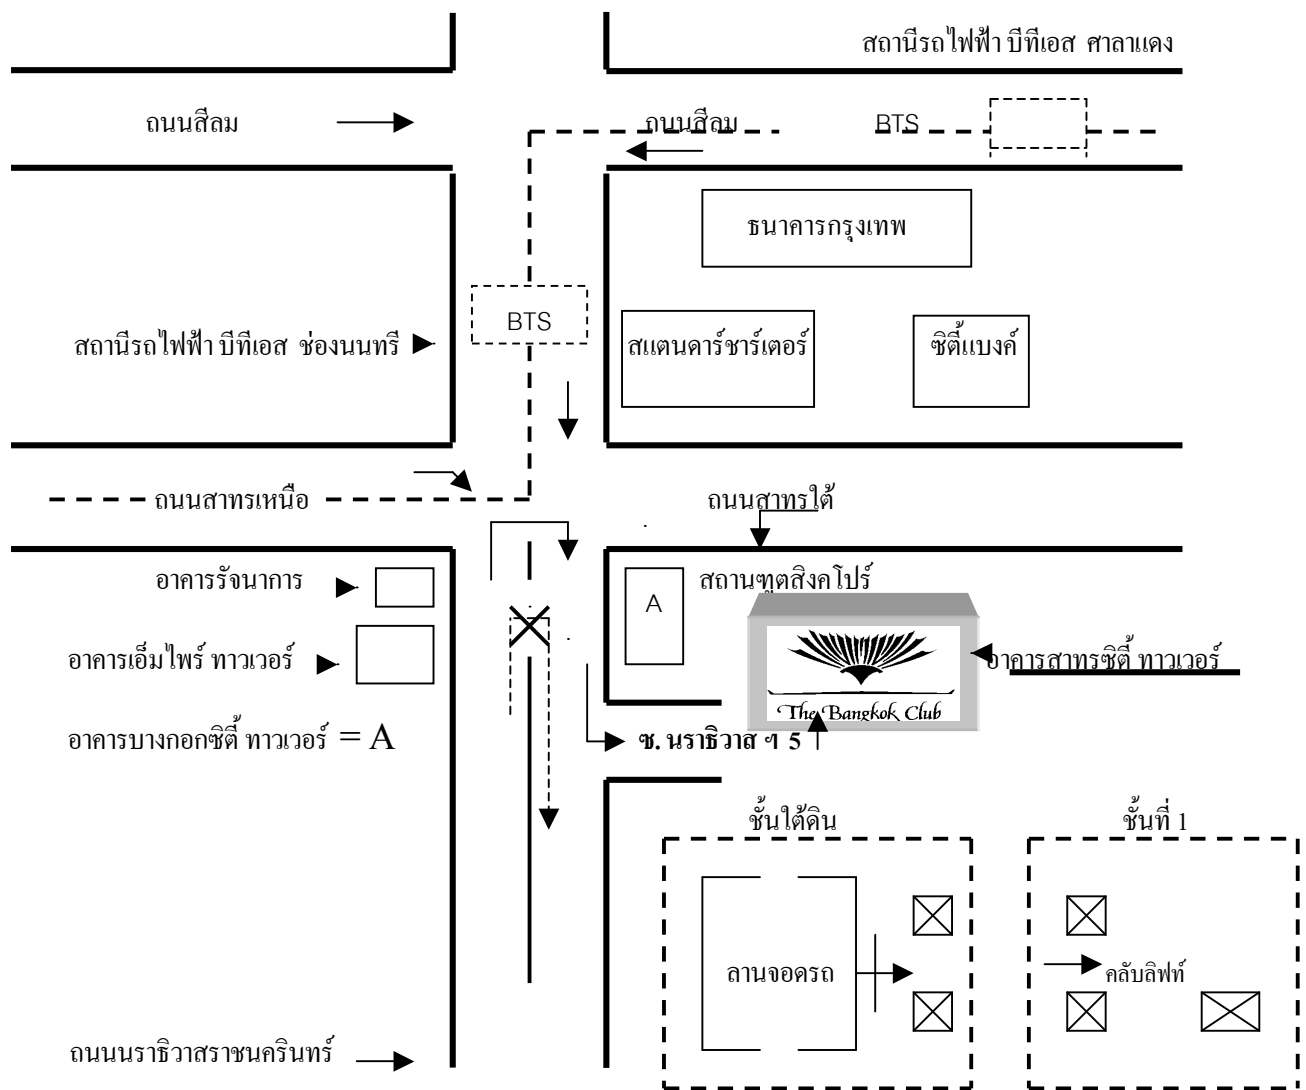 สถานีรถไฟฟ้า บีทีเอส ศาลาแดง
ถนนสีลม
ถนนสีลม
BTS
ธนาคารกรุงเทพ
BTS
สถานีรถไฟฟ้า บีทีเอส ช่องนนทรี
สแตนดาร์ชาร์เตอร์
ซิตี้แบงค์
ถนนสาทรเหนือ
ถนนสาทรใต้
อาคารรัจนาการ
สถานฑูตสิงคโปร์
A
อาคารเอ็มไพร์ ทาวเวอร์
อาคารสาทรซิตี้ ทาวเวอร์
The Bangkok Club
อาคารบางกอกซิตี้ ทาวเวอร์ = A
ซ. นราธิวาส ฯ 5
ชั้นใต้ดิน
ชั้นที่ 1
ลานจอดรถ
คลับลิฟท์
ถนนนราธิวาสราชนครินทร์